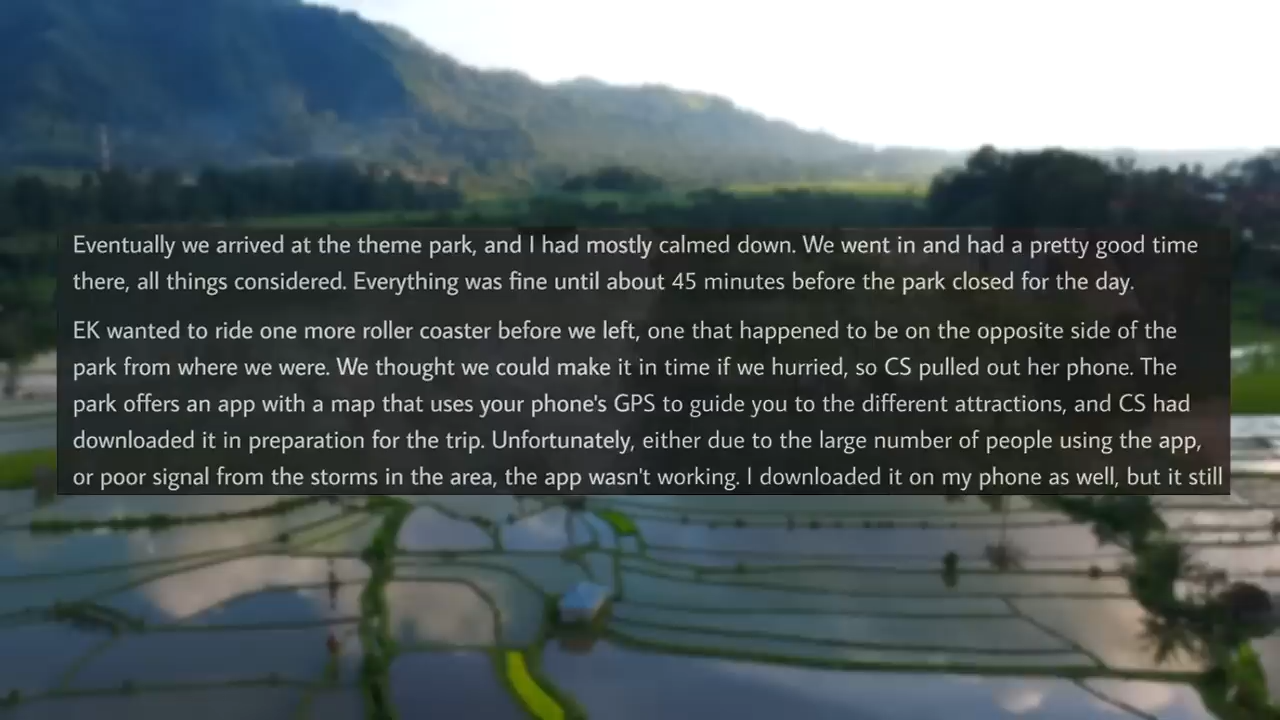 Eventually we arrived at the theme park, and I had mostly calmed down. We went in and had a pretty good time
there, all things considered. Everything was fine until about 45 minutes before the park closed for the day.
EK wanted to ride one more roller coaster before we left, one that happened to be on the opposite side of the
park from where we were. We thought we could make it in time if we hurried, so CS pulled out her phone. The
park offers an app with a map that uses your phone's GPS to guide you to the different attractions, and CS had
downloaded it in preparation for the trip. Unfortunately, either due to the large number of people using the app,
or poor signal from the storms in the area, the app wasn't working. I downloaded it on my phone as well, but it still